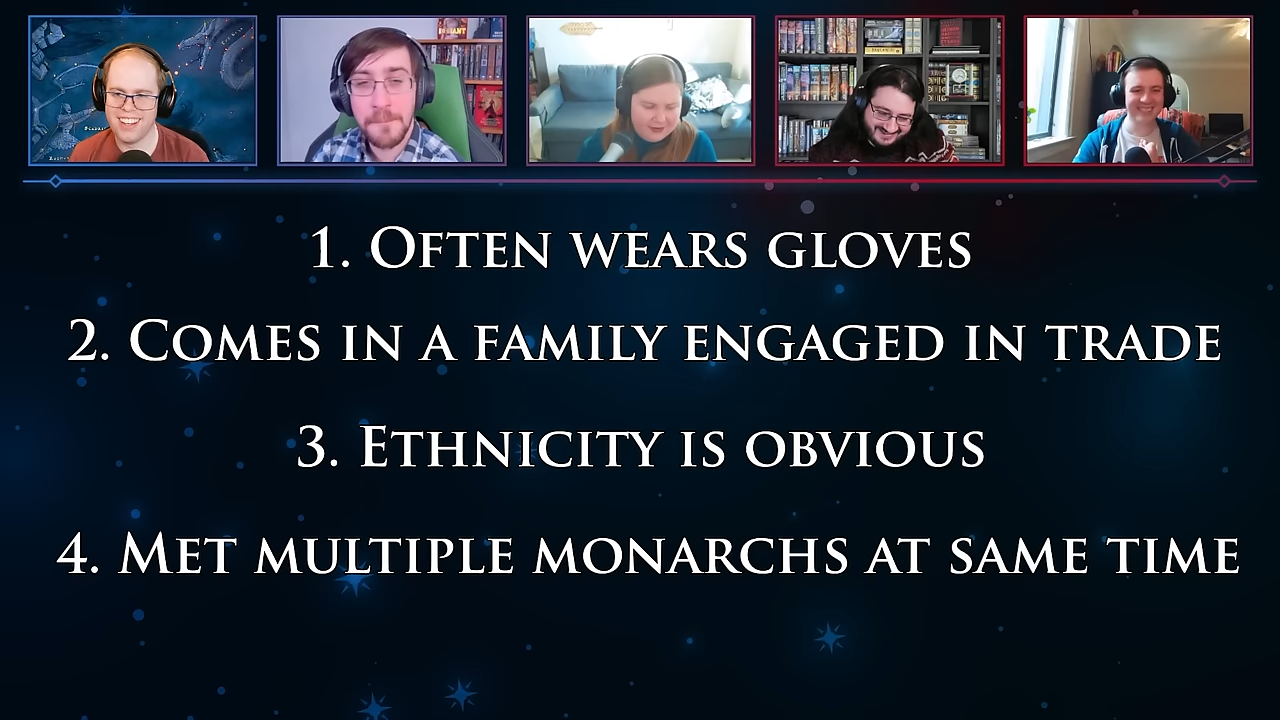 DEFIANT
1. Often wears gloves
2. Comes in a family engaged in trade
3. Ethnicity is obvious
4. Met multiple monarchs at same time